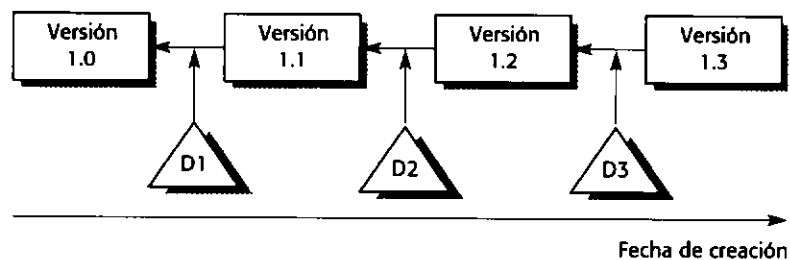 Versión
1.0
Versión
1.1
Versión
1.2
Versión
1.3
D1
D2
D3
Fecha de creación